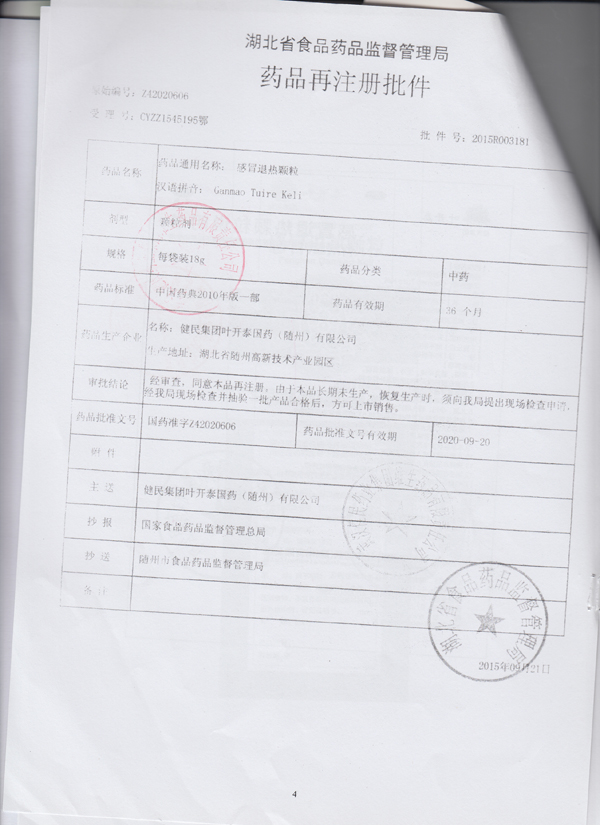 湖北省食品药品监督管理局
药品再注册批件
原始编号：Z42020606
受 理 号：CYZZ1545195鄂
批 件 号：2015R003181
药品名称
药品通用名称： 感冒退热颗粒
汉语拼音： Ganmao Tuire Keli
剂型
颗粒剂
规格
每袋装18g
药品分类
中药
药品标准
中国药典2010年版一部
药品有效期
36 个月
药品生产企业
名称：健民集团叶开泰国药（随州）有限公司
生产地址：湖北省随州高新技术产业园区
审批结论
经审查，同意本品再注册。由于本品长期未生产，恢复生产时，须向我局提出现场检查申请，
经我局现场检查并抽验一批产品合格后，方可上市销售。
药品批准文号
国药准字Z42020606
药品批准文号有效期
2020-09-20
附 件
主 送
健民集团叶开泰国药（随州）有限公司
抄 报
国家食品药品监督管理总局
抄 送
随州市食品药品监督管理局
备 注
湖北省食品药品监督管理局
2015年09月21日
4